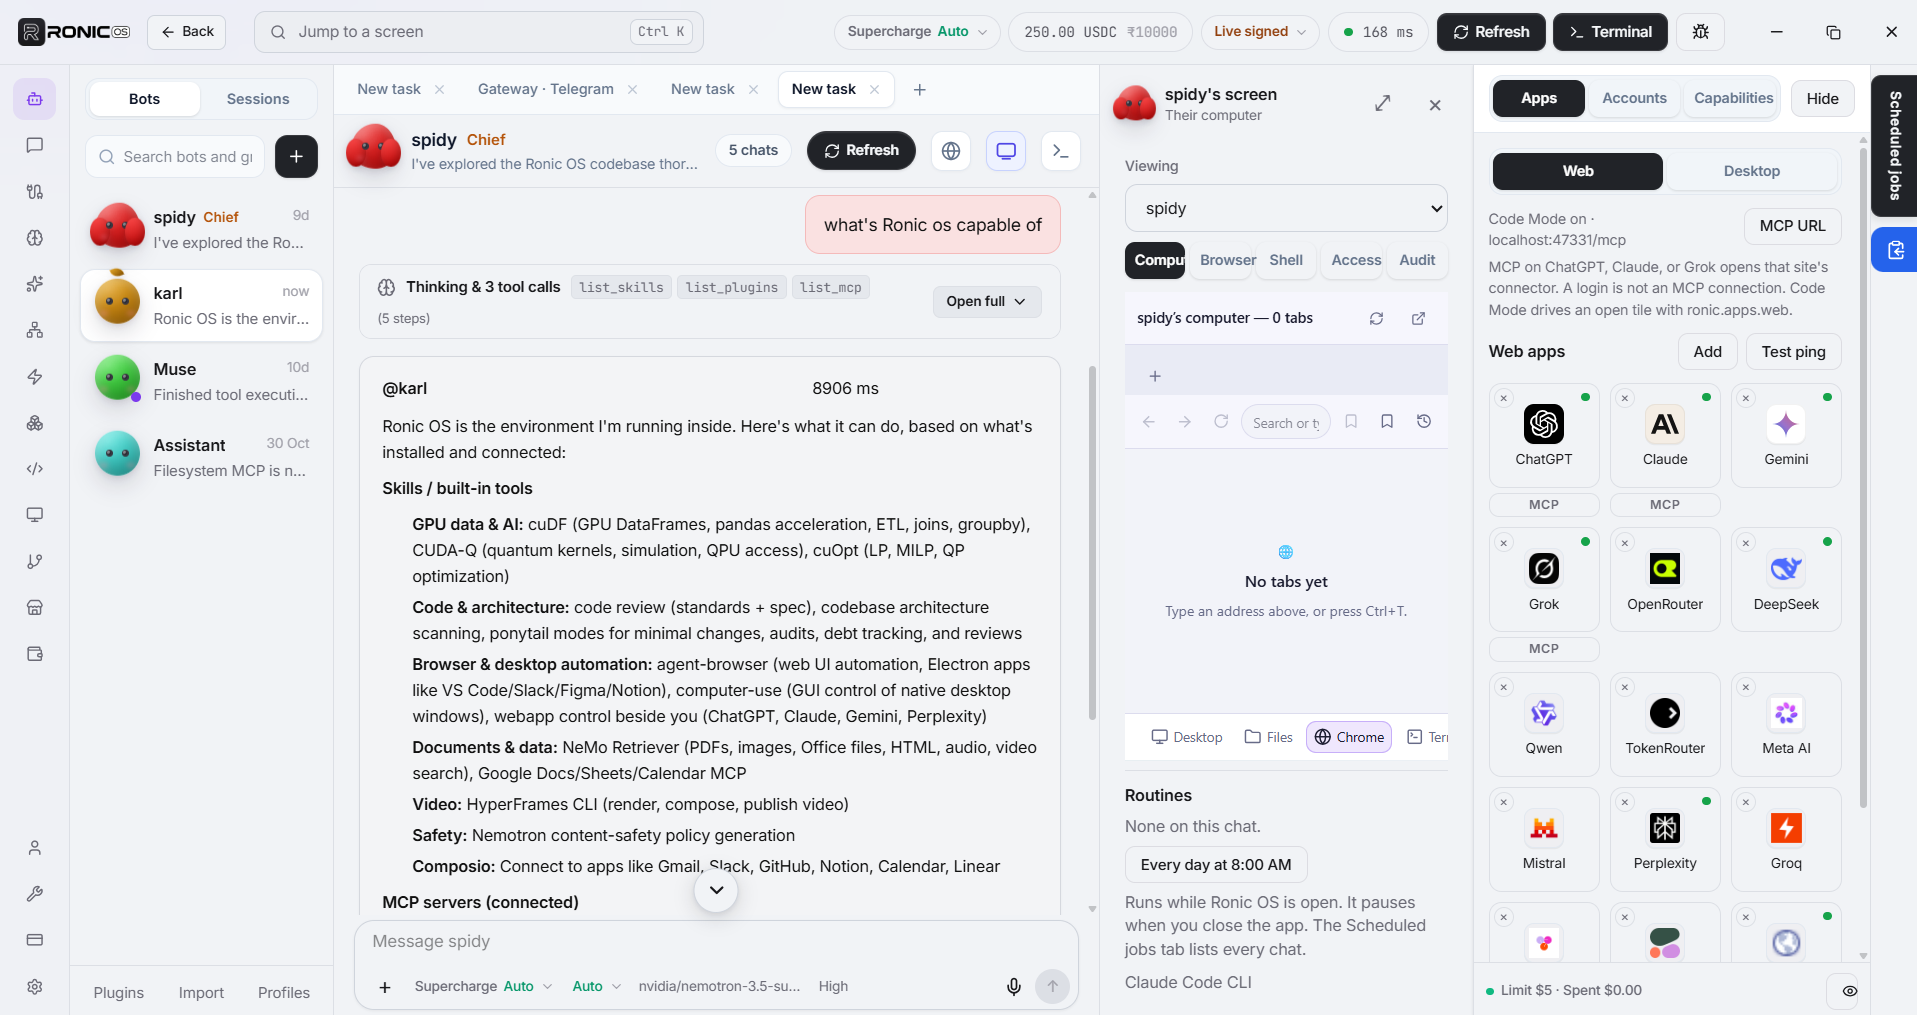 RONIC OS
Back
Jump to a screen
Ctrl K
Supercharge Auto
250.00 USDC ₹10000
Live signed
168 ms
Refresh
Terminal
Bots
Sessions
Search bots and gr
spidy Chief
9d
I've explored the Ro...
karl
now
Ronic OS is the envir...
Muse
10d
Finished tool executi...
Assistant
30 Oct
Filesystem MCP is n...
Plugins
Import
Profiles
New task
Gateway · Telegram
New task
New task
spidy Chief
I've explored the Ronic OS codebase thor...
5 chats
Refresh
what's Ronic os capable of
Thinking & 3 tool calls
list_skills
list_plugins
list_mcp
(5 steps)
Open full
@karl
8906 ms
Ronic OS is the environment I'm running inside. Here's what it can do, based on what's
installed and connected:
Skills / built-in tools
GPU data & AI: cuDF (GPU DataFrames, pandas acceleration, ETL, joins, groupby),
CUDA-Q (quantum kernels, simulation, QPU access), cuOpt (LP, MILP, QP
optimization)
Code & architecture: code review (standards + spec), codebase architecture
scanning, ponytail modes for minimal changes, audits, debt tracking, and reviews
Browser & desktop automation: agent-browser (web UI automation, Electron apps
like VS Code/Slack/Figma/Notion), computer-use (GUI control of native desktop
windows), webapp control beside you (ChatGPT, Claude, Gemini, Perplexity)
Documents & data: NeMo Retriever (PDFs, images, Office files, HTML, audio, video
search), Google Docs/Sheets/Calendar MCP
Video: HyperFrames CLI (render, compose, publish video)
Safety: Nemotron content-safety policy generation
Composio: Connect to apps like Gmail, Slack, GitHub, Notion, Calendar, Linear
MCP servers (connected)
Message spidy
Supercharge Auto
Auto
nvidia/nemotron-3.5-su...
High
spidy's screen
Their computer
Viewing
spidy
Comput
Browser
Shell
Access
Audit
spidy's computer — 0 tabs
Search or ty
No tabs yet
Type an address above, or press Ctrl+T.
Desktop
Files
Chrome
Ter
Routines
None on this chat.
Every day at 8:00 AM
Runs while Ronic OS is open. It pauses
when you close the app. The Scheduled
jobs tab lists every chat.
Claude Code CLI
Apps
Accounts
Capabilities
Hide
Web
Desktop
Code Mode on ·
localhost:47331/mcp
MCP URL
MCP on ChatGPT, Claude, or Grok opens that site's
connector. A login is not an MCP connection. Code
Mode drives an open tile with ronic.apps.web.
Web apps
Add
Test ping
ChatGPT
Claude
Gemini
MCP
MCP
Grok
OpenRouter
DeepSeek
MCP
Qwen
TokenRouter
Meta AI
Mistral
Perplexity
Groq
Limit $5 · Spent $0.00
Scheduled jobs